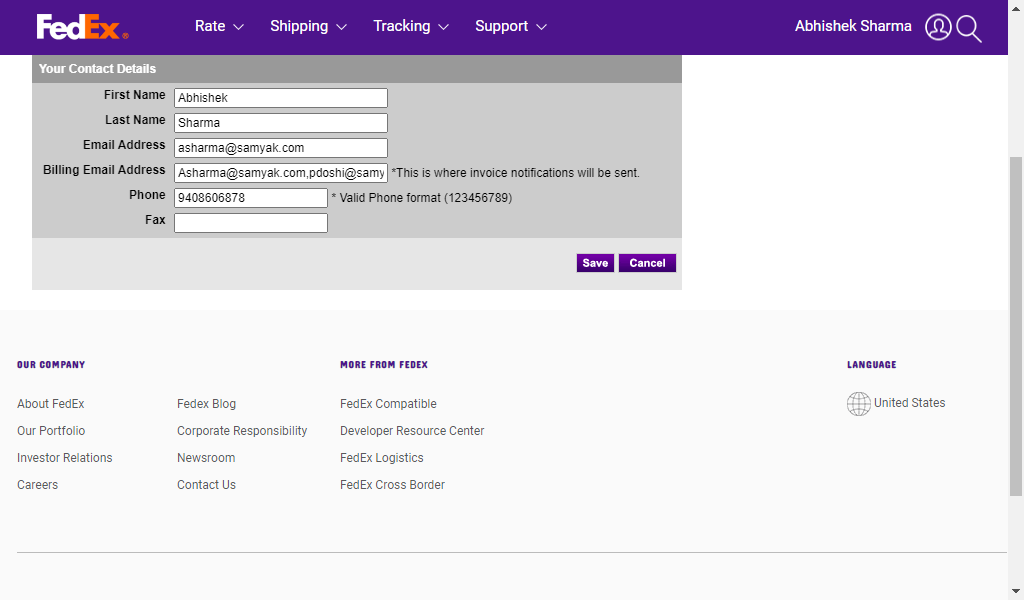 FedEx® Rate Shipping Tracking Support Abhishek Sharma
Your Contact Details
First Name Abhishek
Last Name Sharma
Email Address asharma@samyak.com
Billing Email Address Asharma@samyak.com,pdoshi@samy *This is where invoice notifications will be sent.
Phone 9408606878 * Valid Phone format (123456789)
Fax
Save Cancel
OUR COMPANY MORE FROM FEDEX LANGUAGE
About FedEx Fedex Blog FedEx Compatible United States
Our Portfolio Corporate Responsibility Developer Resource Center
Investor Relations Newsroom FedEx Logistics
Careers Contact Us FedEx Cross Border